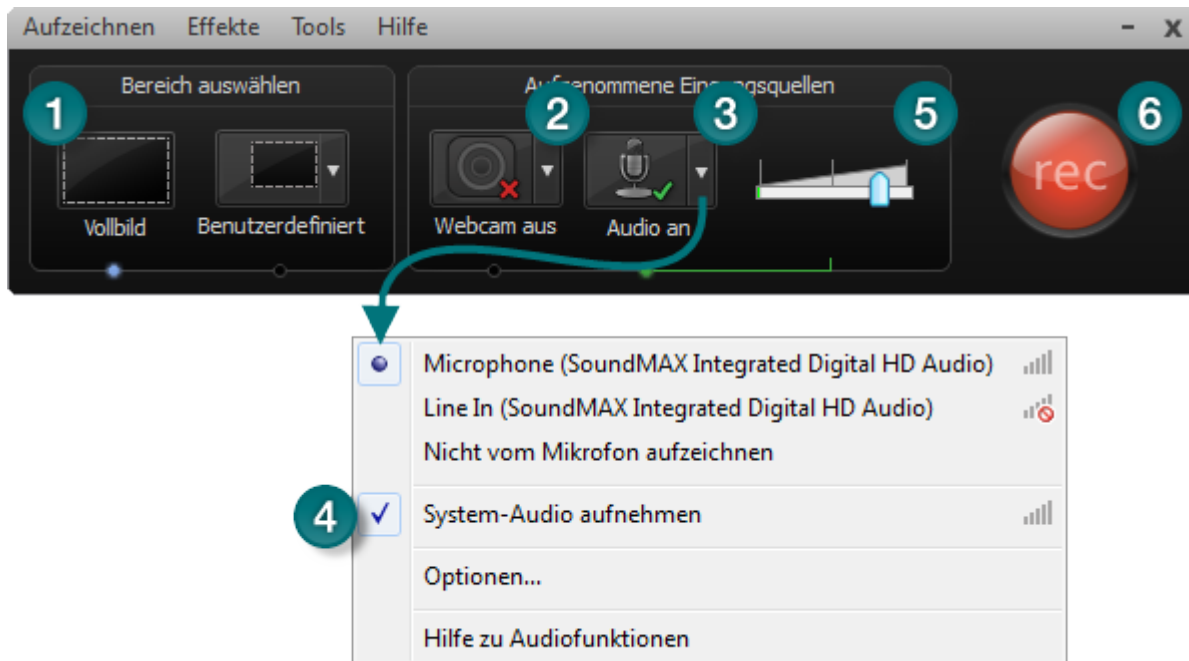 Aufzeichnen Effekte Tools Hilfe - x
Bereich auswählen
Aufgenommene Eingangsquellen
1
2
3
5
6
rec
Vollbild
Benutzerdefiniert
Webcam aus
Audio an
Microphone (SoundMAX Integrated Digital HD Audio)
Line In (SoundMAX Integrated Digital HD Audio)
Nicht vom Mikrofon aufzeichnen
4
System-Audio aufnehmen
Optionen...
Hilfe zu Audiofunktionen